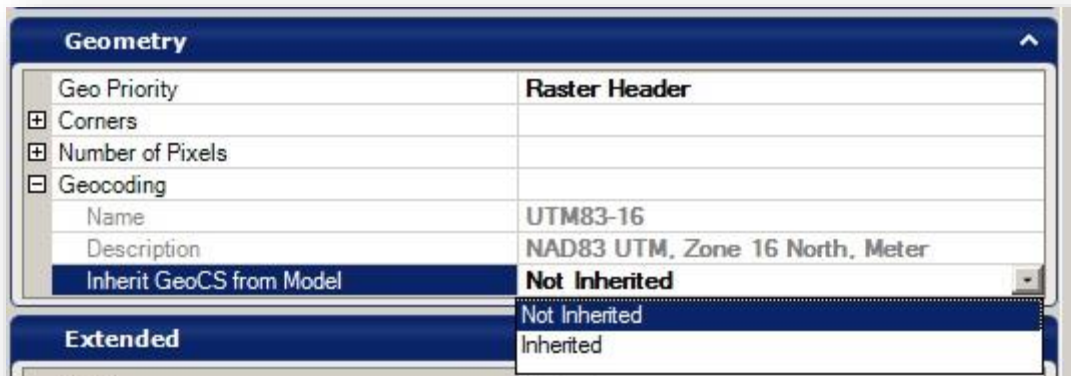 Geometry
Geo Priority Raster Header
Corners
Number of Pixels
Geocoding
Name UTM83-16
Description NAD83 UTM, Zone 16 North, Meter
Inherit GeoCS from Model Not Inherited
Not Inherited
Extended
Inherited